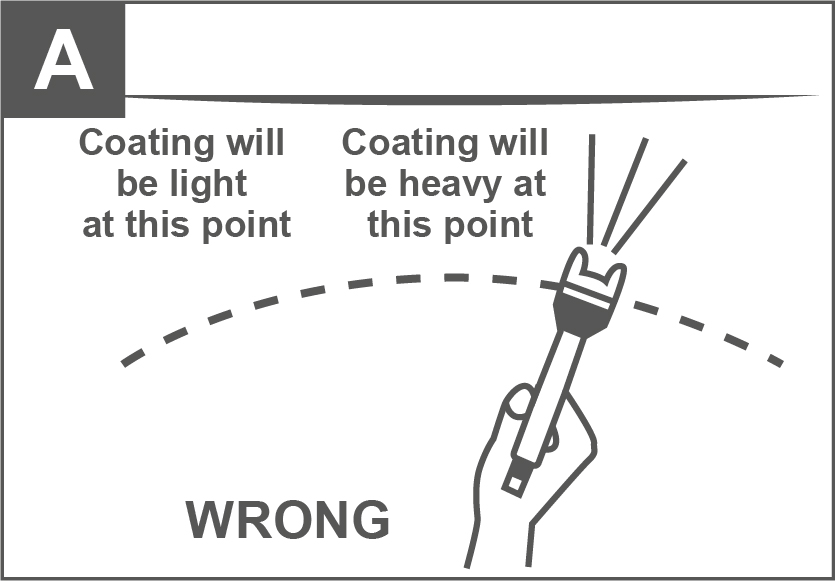 A
Coating will
be light
at this point
Coating will
be heavy at
this point
WRONG